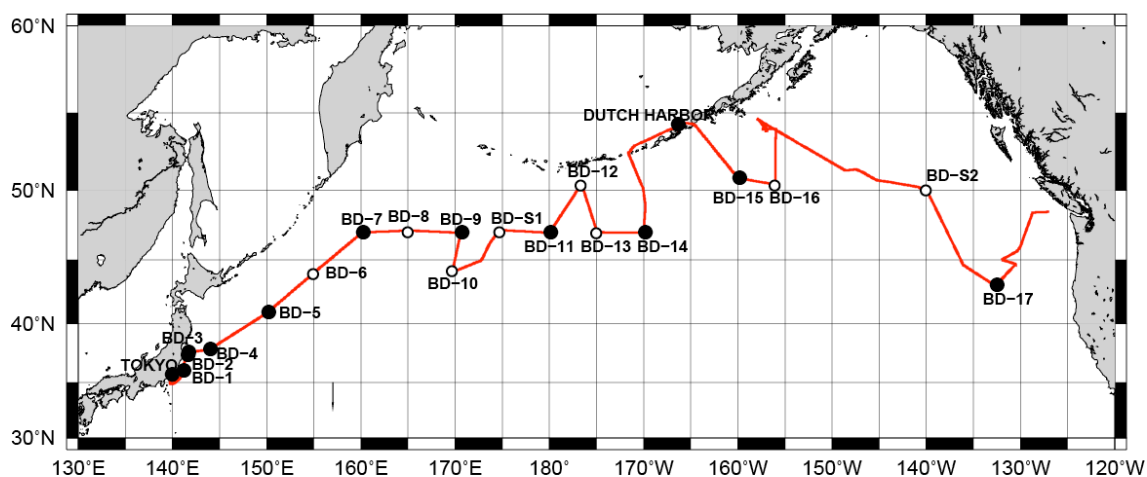 60°N
DUTCH HARBOR
BD-12
50°N
BD-S2
BD-15
BD-16
BD-7
BD-8
BD-9
BD-S1
BD-11
BD-13
BD-14
BD-10
BD-6
BD-17
BD-5
40°N
BD-3
BD-4
TOKYO
BD-2
BD-1
30°N
130°E 140°E 150°E 160°E 170°E 180° 170°W 160°W 150°W 140°W 130°W 120°W